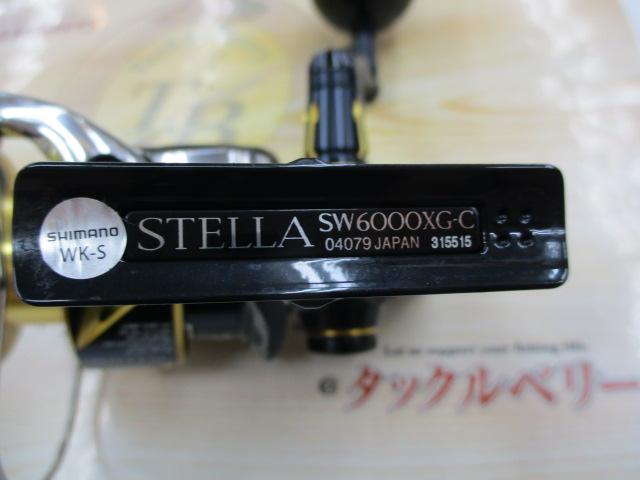 SHIMANO
WK-S
STELLA SW6000XG-C
04079 JAPAN 315515
Let us support your fishing life.
タックルベリー